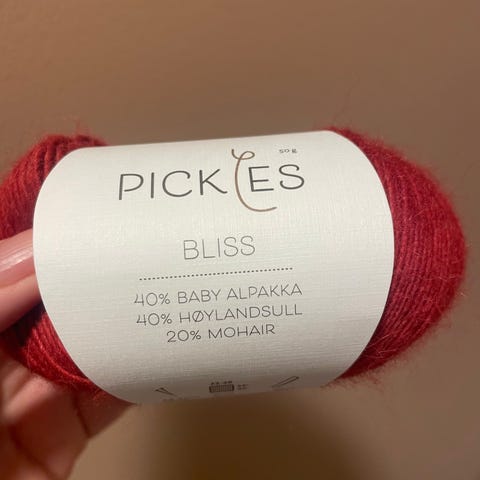 50 g
PICKLES
BLISS
40% BABY ALPAKKA
40% HØYLANDSULL
20% MOHAIR